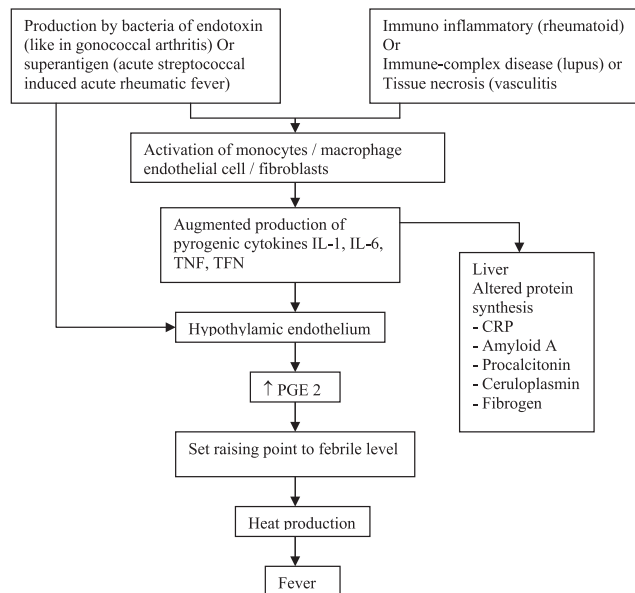 Production by bacteria of endotoxin
(like in gonococcal arthritis) Or
superantigen (acute streptococcal
induced acute rheumatic fever)
Immuno inflammatory (rheumatoid)
Or
Immune-complex disease (lupus) or
Tissue necrosis (vasculitis
Activation of monocytes / macrophage
endothelial cell / fibroblasts
Augmented production of
pyrogenic cytokines IL-1, IL-6,
TNF, TFN
Liver
Altered protein
synthesis
- CRP
- Amyloid A
- Procalcitonin
- Ceruloplasmin
- Fibrogen
Hypothylamic endothelium
↑ PGE 2
Set raising point to febrile level
Heat production
Fever